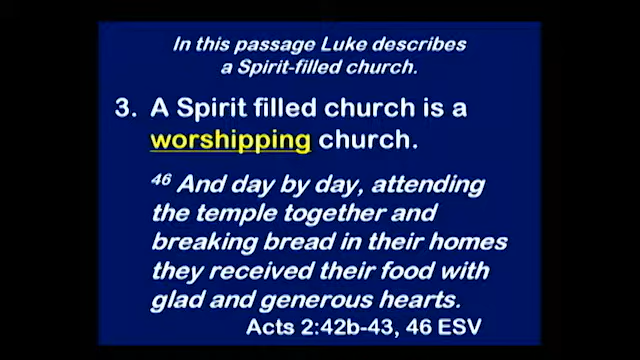 In this passage Luke describes
a Spirit-filled church.
3. A Spirit filled church is a
worshipping church.
46 And day by day, attending
the temple together and
breaking bread in their homes
they received their food with
glad and generous hearts.
Acts 2:42b-43, 46 ESV